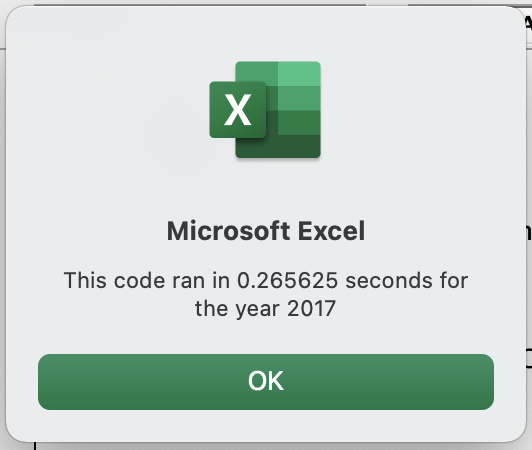 X
Microsoft Excel
This code ran in 0.265625 seconds for
the year 2017
OK